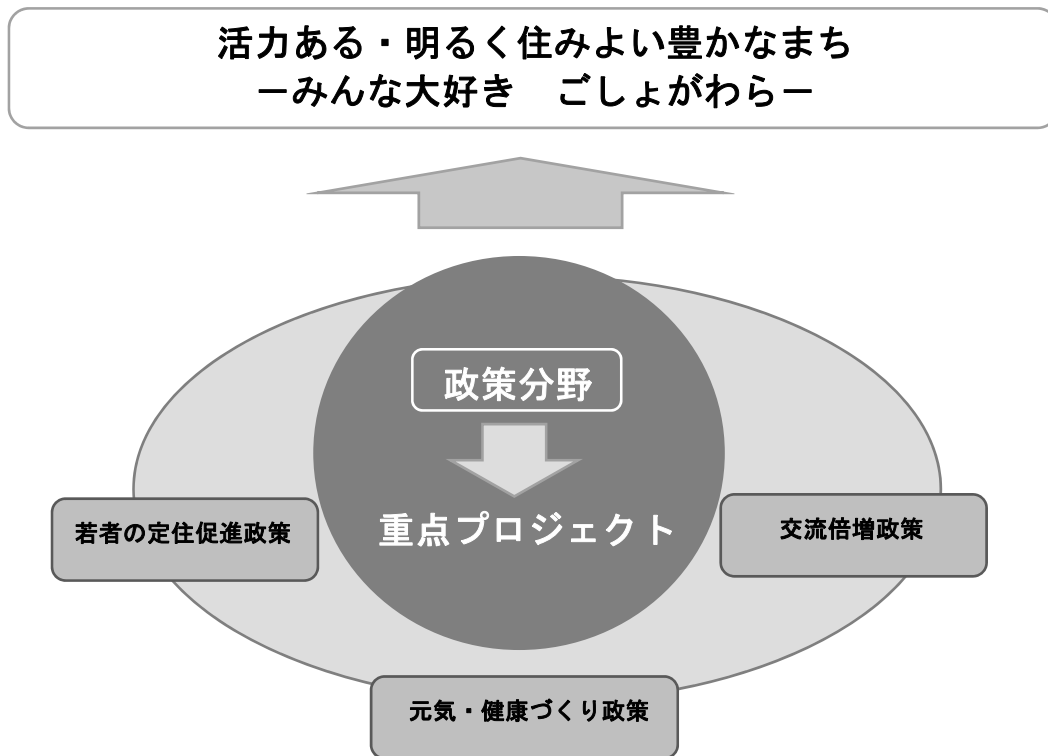 活力ある・明るく住みよい豊かなまち
－みんな大好き　ごしょがわら－
政策分野
重点プロジェクト
若者の定住促進政策
交流倍増政策
元気・健康づくり政策